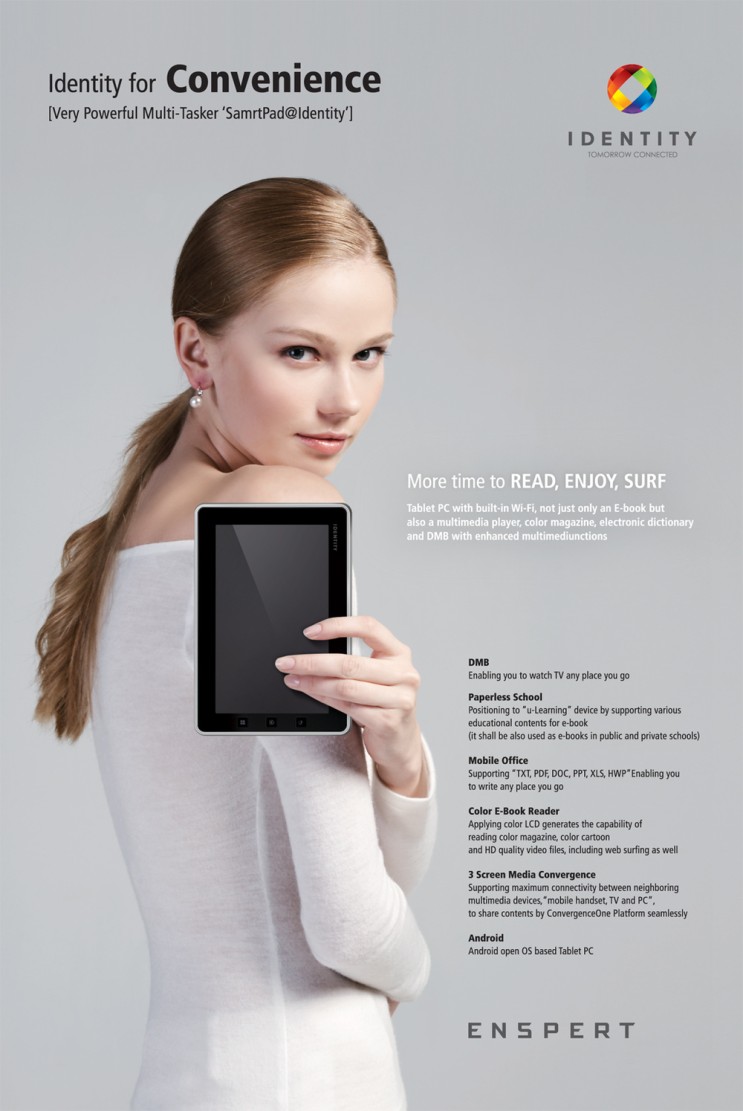 Identity for Convenience
[Very Powerful Multi-Tasker ‘SamrtPad@Identity’]
IDENTITY
TOMORROW CONNECTED
More time to READ, ENJOY, SURF
Tablet PC with built-in Wi-Fi, not just only an E-book but
also a multimedia player, color magazine, electronic dictionary
and DMB with enhanced multimediunctions
IDENTITY
DMB
Enabling you to watch TV any place you go
Paperless School
Positioning to “u-Learning” device by supporting various
educational contents for e-book
(it shall be also used as e-books in public and private schools)
Mobile Office
Supporting “TXT, PDF, DOC, PPT, XLS, HWP”Enabling you
to write any place you go
Color E-Book Reader
Applying color LCD generates the capability of
reading color magazine, color cartoon
and HD quality video files, including web surfing as well
3 Screen Media Convergence
Supporting maximum connectivity between neighboring
multimedia devices,“mobile handset, TV and PC”,
to share contents by ConvergenceOne Platform seamlessly
Android
Android open OS based Tablet PC
ENSPERT